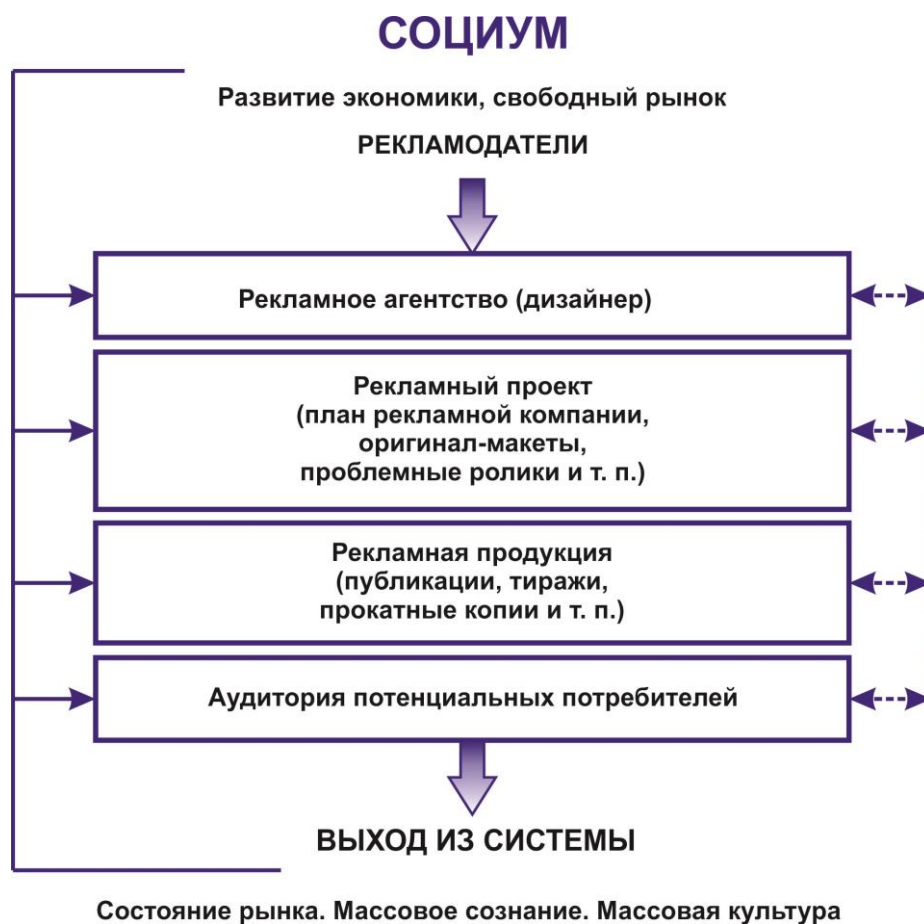 СОЦИУМ
Развитие экономики, свободный рынок
РЕКЛАМОДАТЕЛИ
Рекламное агентство (дизайнер)
Рекламный проект
(план рекламной компании,
оригинал-макеты,
проблемные ролики и т. п.)
Рекламная продукция
(публикации, тиражи,
прокатные копии и т. п.)
Аудитория потенциальных потребителей
ВЫХОД ИЗ СИСТЕМЫ
Состояние рынка. Массовое сознание. Массовая культура